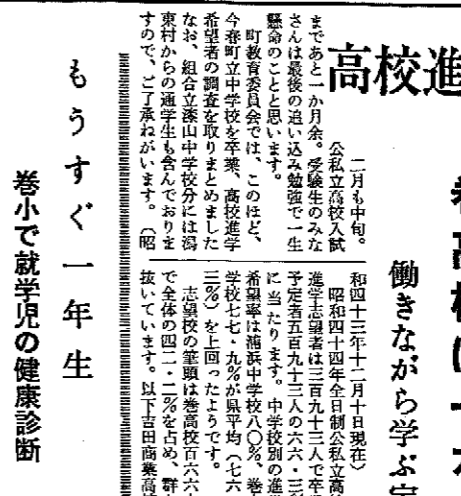 高校進
働きながら学ぶ
二月も中旬。
公私立高校入試
まであと一か月余。受験生のみな
さんは最後の追い込み勉強で一生
懸命のことと思います。
町教育委員会では、このほど、
今春町立中学校を卒業、高校進学
希望者の調査を取りまとめました
なお、組合立漆山中学校分には潟
東村からの通学生も含んでおりま
すので、ご了承ねがいます。（昭
和四十三年十二月十日現在）
昭和四十四年全日制公私立高
進学志望者は三百九十三人で卒
予定者五百九十三人の六六・三
に当たります。中学校別の進
希望率は浦浜中学校八〇％、巻
学校七七・九％が県平均（七六
三％）を上回ったようです。
志望校の筆頭は巻高校百六六
で全体の四二・二％を占め、群
抜いています。以下吉田商業高
もうすぐ一年生
巻小で就学児の健康診断